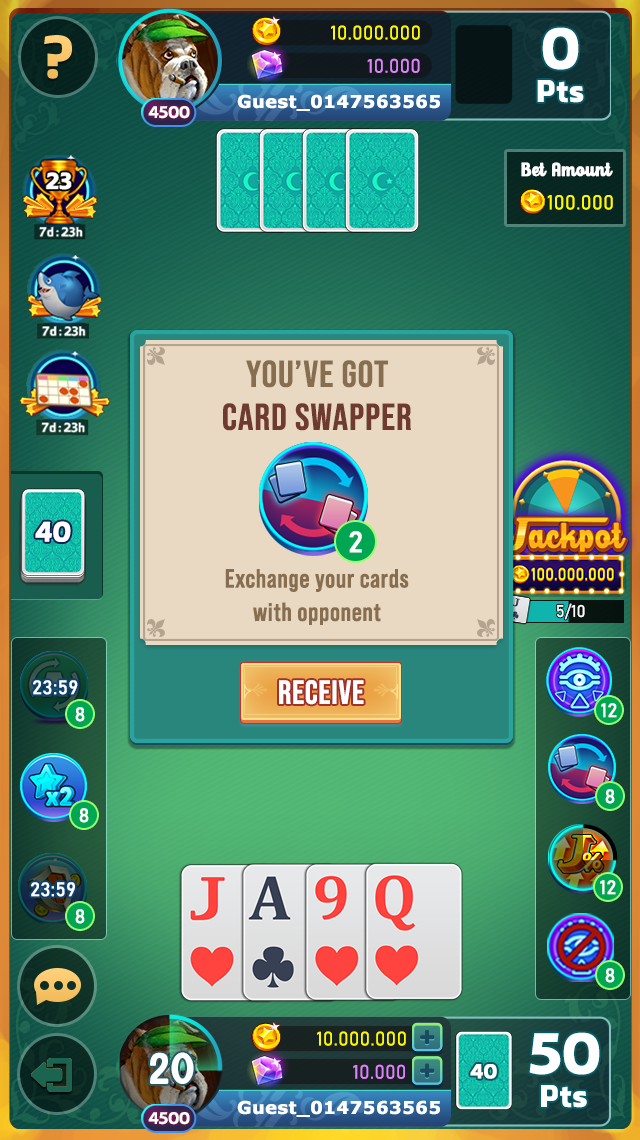 ?
10.000.000
10.000
Guest_0147563565
4500
0
Pts
Bet Amount
100.000
23
7d:23h
7d:23h
7d:23h
YOU'VE GOT
CARD SWAPPER
2
Exchange your cards
with opponent
RECEIVE
40
Jackpot
100.000.000
5/10
23:59
8
x2
8
23:59
8
12
8
J%
12
8
J A 9 Q
20
10.000.000 +
10.000 +
Guest_0147563565
4500
40
50
Pts